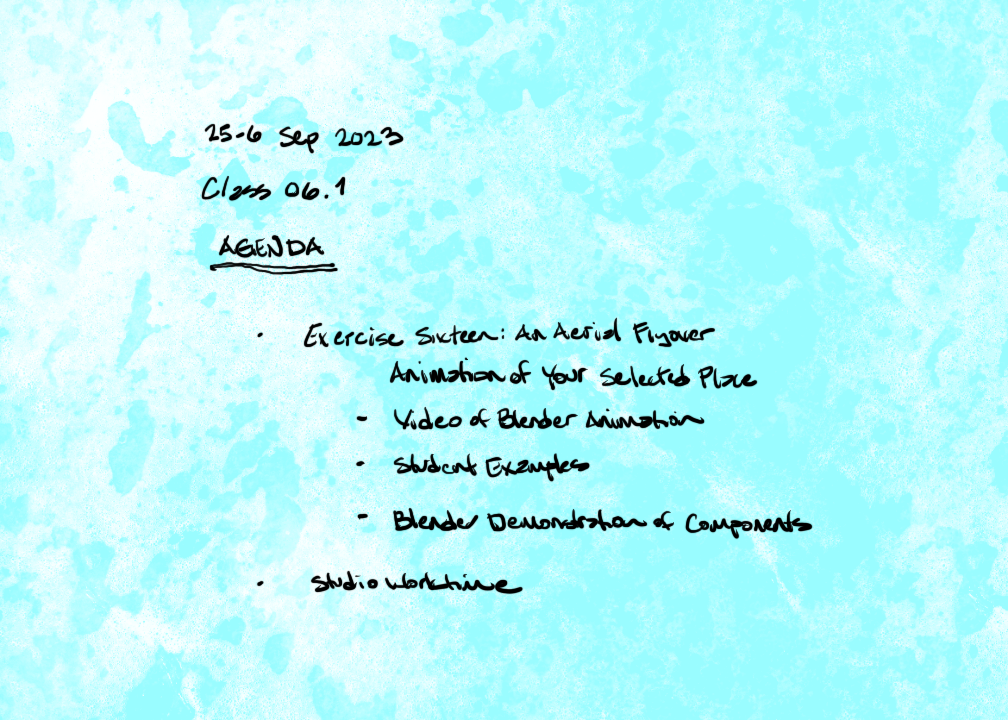 25-6 Sep 2023
Class 06.1
AGENDA
· Exercise Sixteen: An Aerial Flyover
Animation of Your Selected Place
- Video of Blender Animation
- Student Examples
- Blender Demonstration of Components
· Studio Worktime